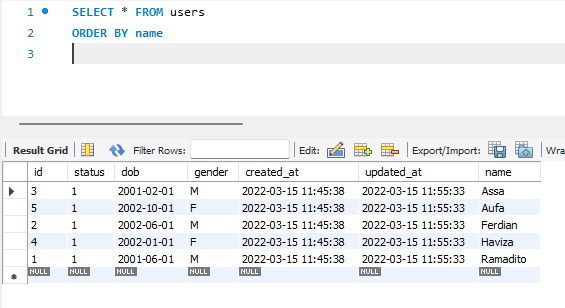 1 SELECT * FROM users
2 ORDER BY name
3
Result Grid Filter Rows: Edit: Export/Import: Wra
id status dob gender created_at updated_at name
3 1 2001-02-01 M 2022-03-15 11:45:38 2022-03-15 11:55:33 Assa
5 1 2002-10-01 F 2022-03-15 11:45:38 2022-03-15 11:55:33 Aufa
2 1 2002-06-01 M 2022-03-15 11:45:38 2022-03-15 11:55:33 Ferdian
4 1 2002-01-01 F 2022-03-15 11:45:38 2022-03-15 11:55:33 Haviza
1 1 2001-06-01 M 2022-03-15 11:45:38 2022-03-15 11:55:33 Ramadito
NULL NULL NULL NULL NULL NULL NULL